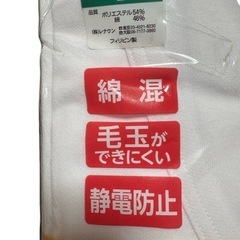 品質 ポリエステル54%
綿 46%
(株)ルナウン
フィリピン製
綿混
毛玉が
できにくい
静電防止